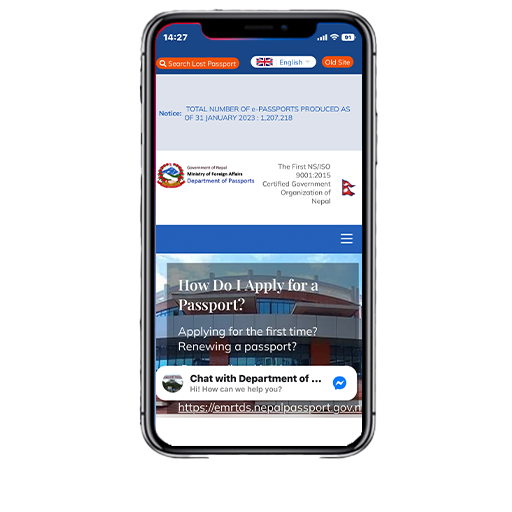 14:27
91
Search Lost Passport
English
Old Site
Notice:
TOTAL NUMBER OF e-PASSPORTS PRODUCED AS
OF 31 JANUARY 2023 : 1,207,218
Government of Nepal
Ministry of Foreign Affairs
Department of Passports
The First NS/ISO
9001:2015
Certified Government
Organization of
Nepal
How Do I Apply for a
Passport?
Applying for the first time?
Renewing a passport?
Chat with Department of ...
Hi! How can we help you?
https://emrtds.nepalpassport.gov.n